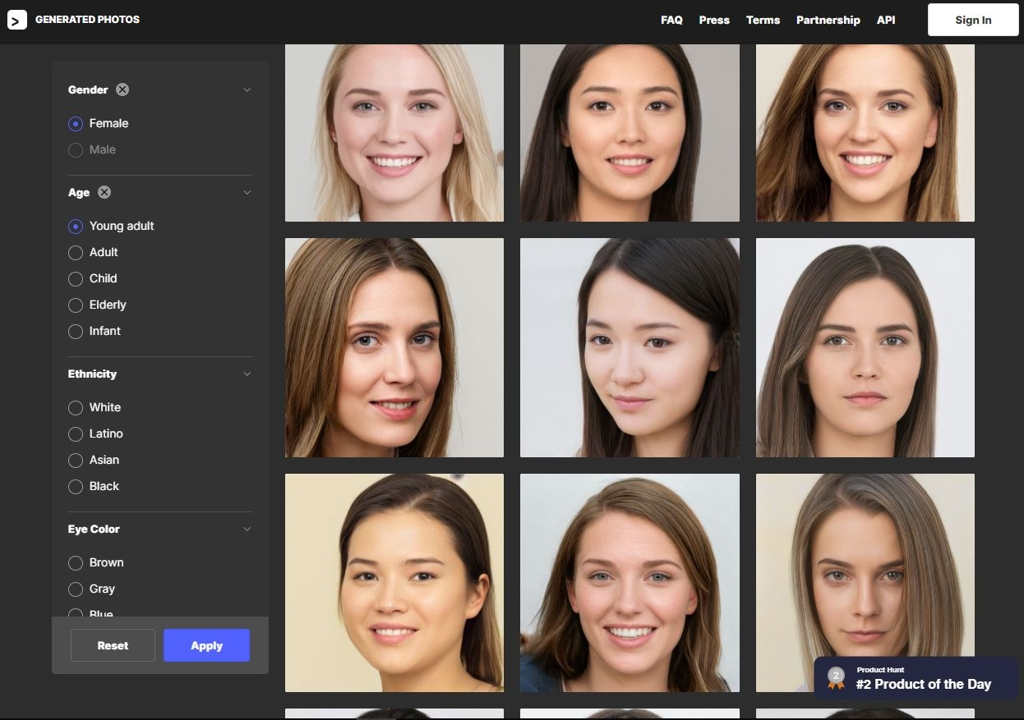 GENERATED PHOTOS
FAQ Press Terms Partnership API Sign In
Gender
Female
Male
Age
Young adult
Adult
Child
Elderly
Infant
Ethnicity
White
Latino
Asian
Black
Eye Color
Brown
Gray
Blue
Reset Apply
2
Product Hunt
#2 Product of the Day